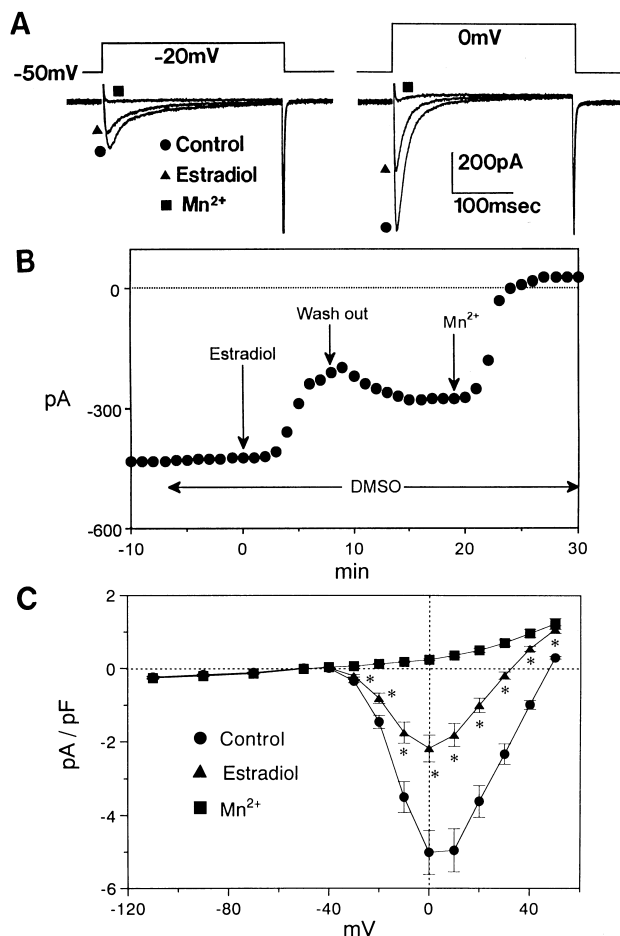 A
-20mV
0mV
-50mV
● Control
▲ Estradiol
■ Mn²⁺
200pA
100msec
B
0
Wash out
Mn²⁺
Estradiol
pA
-300
DMSO
-600
-10 0 10 20 30
min
C
2
0
-2
-4
-6
pA / pF
* * * * * * * * *
● Control
▲ Estradiol
■ Mn²⁺
-120 -80 -40 0 40
mV